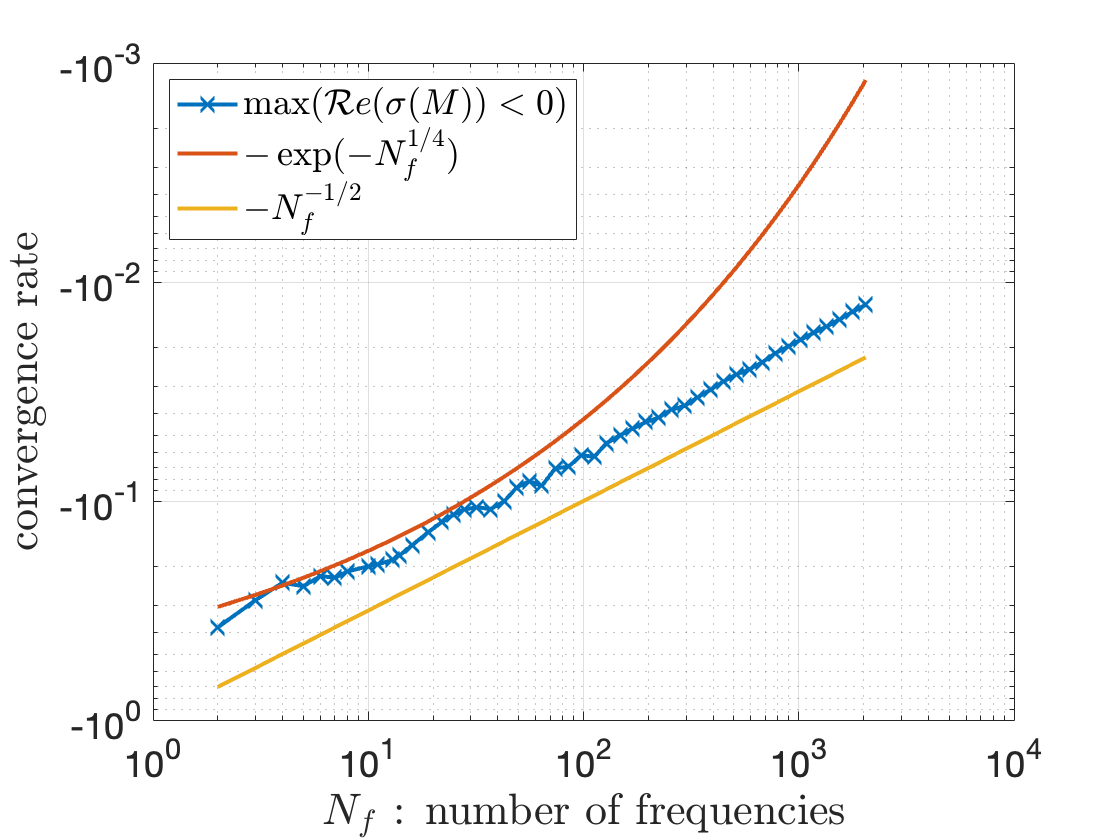 -10^{-3}
max(ℛe(σ(M)) < 0)
− exp(−N_f^{1/4})
−N_f^{−1/2}
-10^{-2}
-10^{-1}
-10^{0}
convergence rate
10^{0} 10^{1} 10^{2} 10^{3} 10^{4}
N_f : number of frequencies